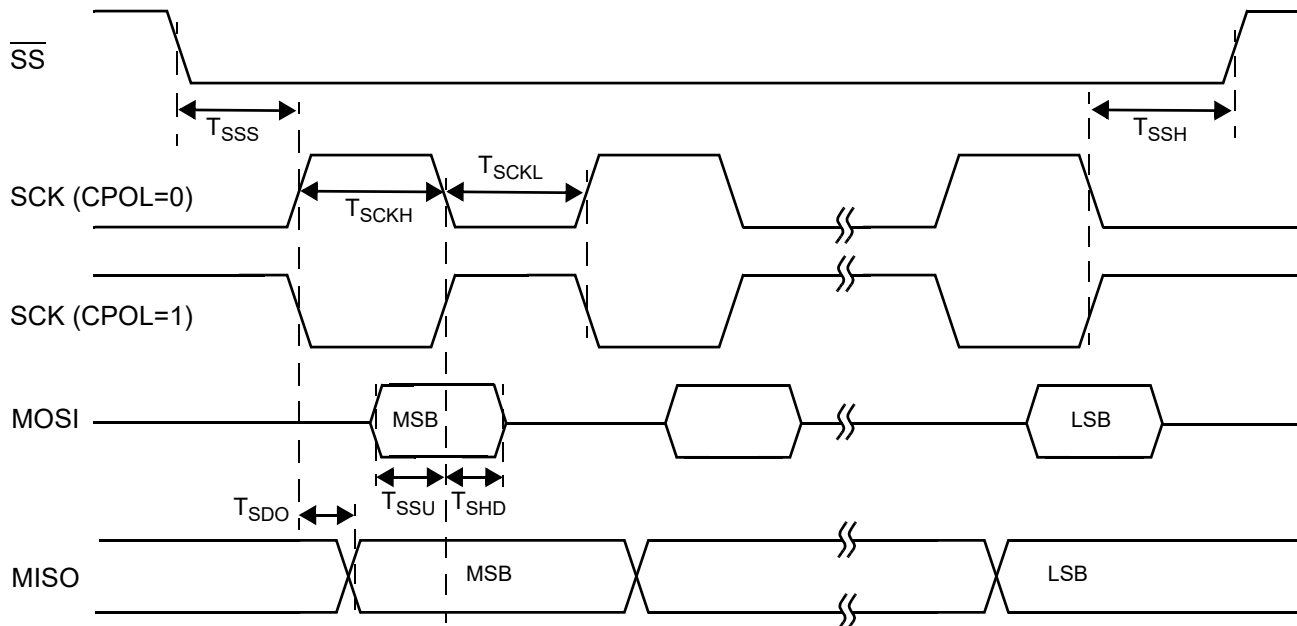 SS
T_SSS
T_SSH
SCK (CPOL=0)
T_SCKH
T_SCKL
SCK (CPOL=1)
MOSI
MSB
LSB
T_SSU
T_SHD
T_SDO
MISO
MSB
LSB